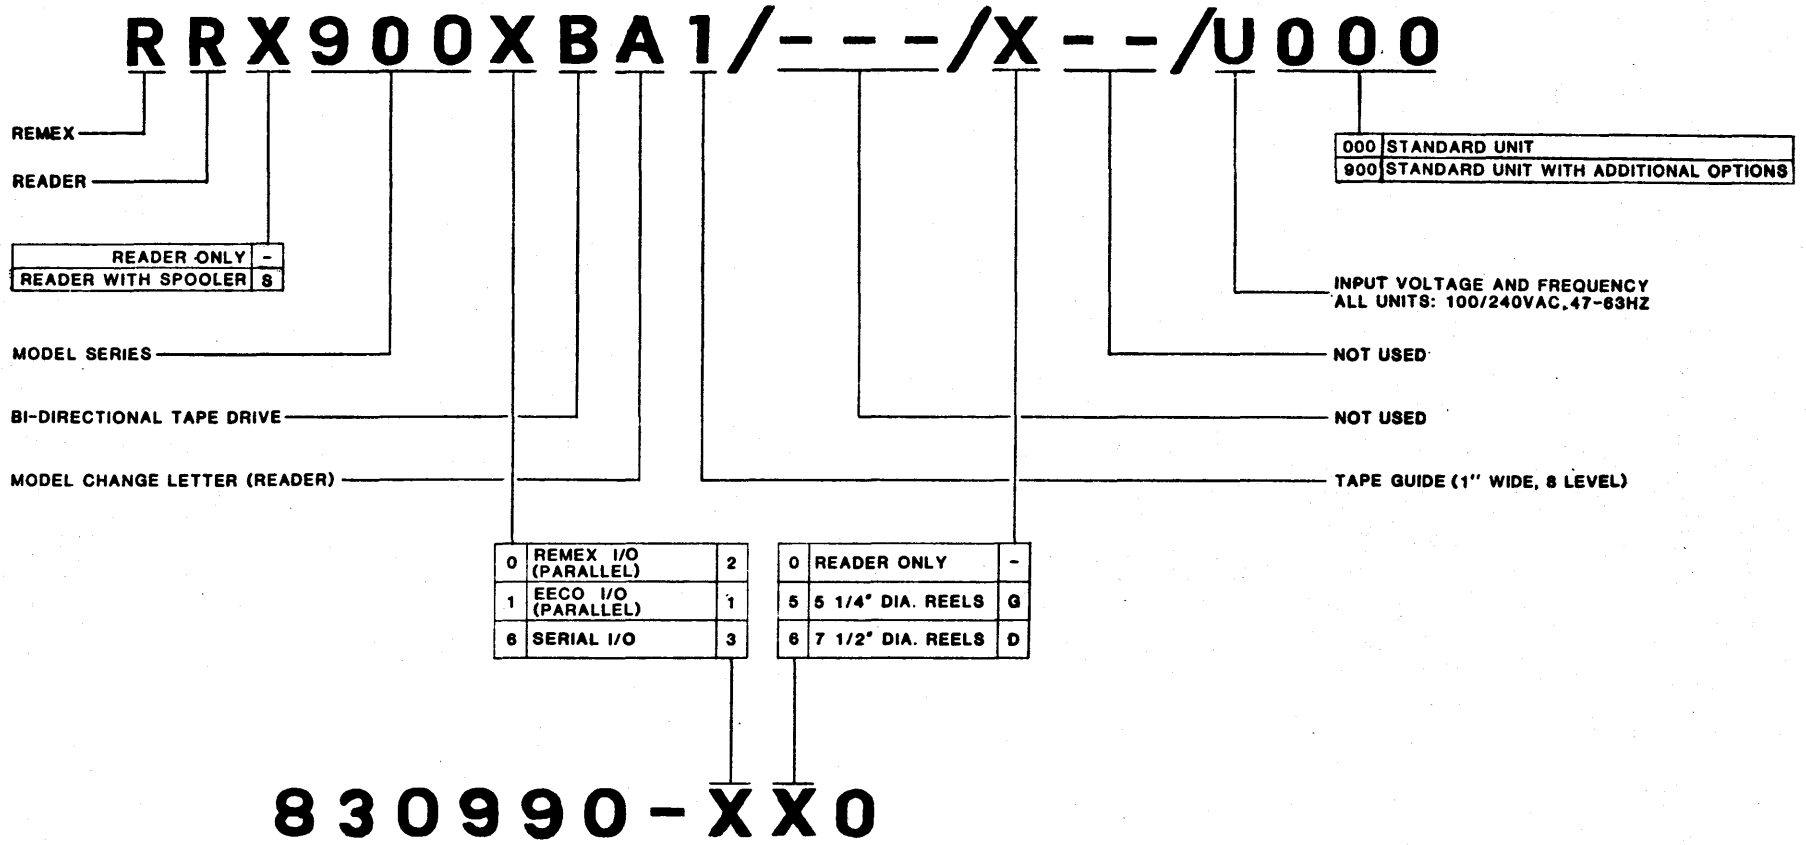 RRX900XBA1/---/X--/U000
REMEX
READER
000 STANDARD UNIT
900 STANDARD UNIT WITH ADDITIONAL OPTIONS
READER ONLY -
READER WITH SPOOLER S
INPUT VOLTAGE AND FREQUENCY
ALL UNITS: 100/240VAC, 47-63HZ
MODEL SERIES
NOT USED
BI-DIRECTIONAL TAPE DRIVE
NOT USED
MODEL CHANGE LETTER (READER)
TAPE GUIDE (1" WIDE, 8 LEVEL)
0 REMEX I/O (PARALLEL) 2
1 EECO I/O (PARALLEL) 1
6 SERIAL I/O 3
0 READER ONLY -
5 5 1/4" DIA. REELS G
6 7 1/2" DIA. REELS D
830990-XX0